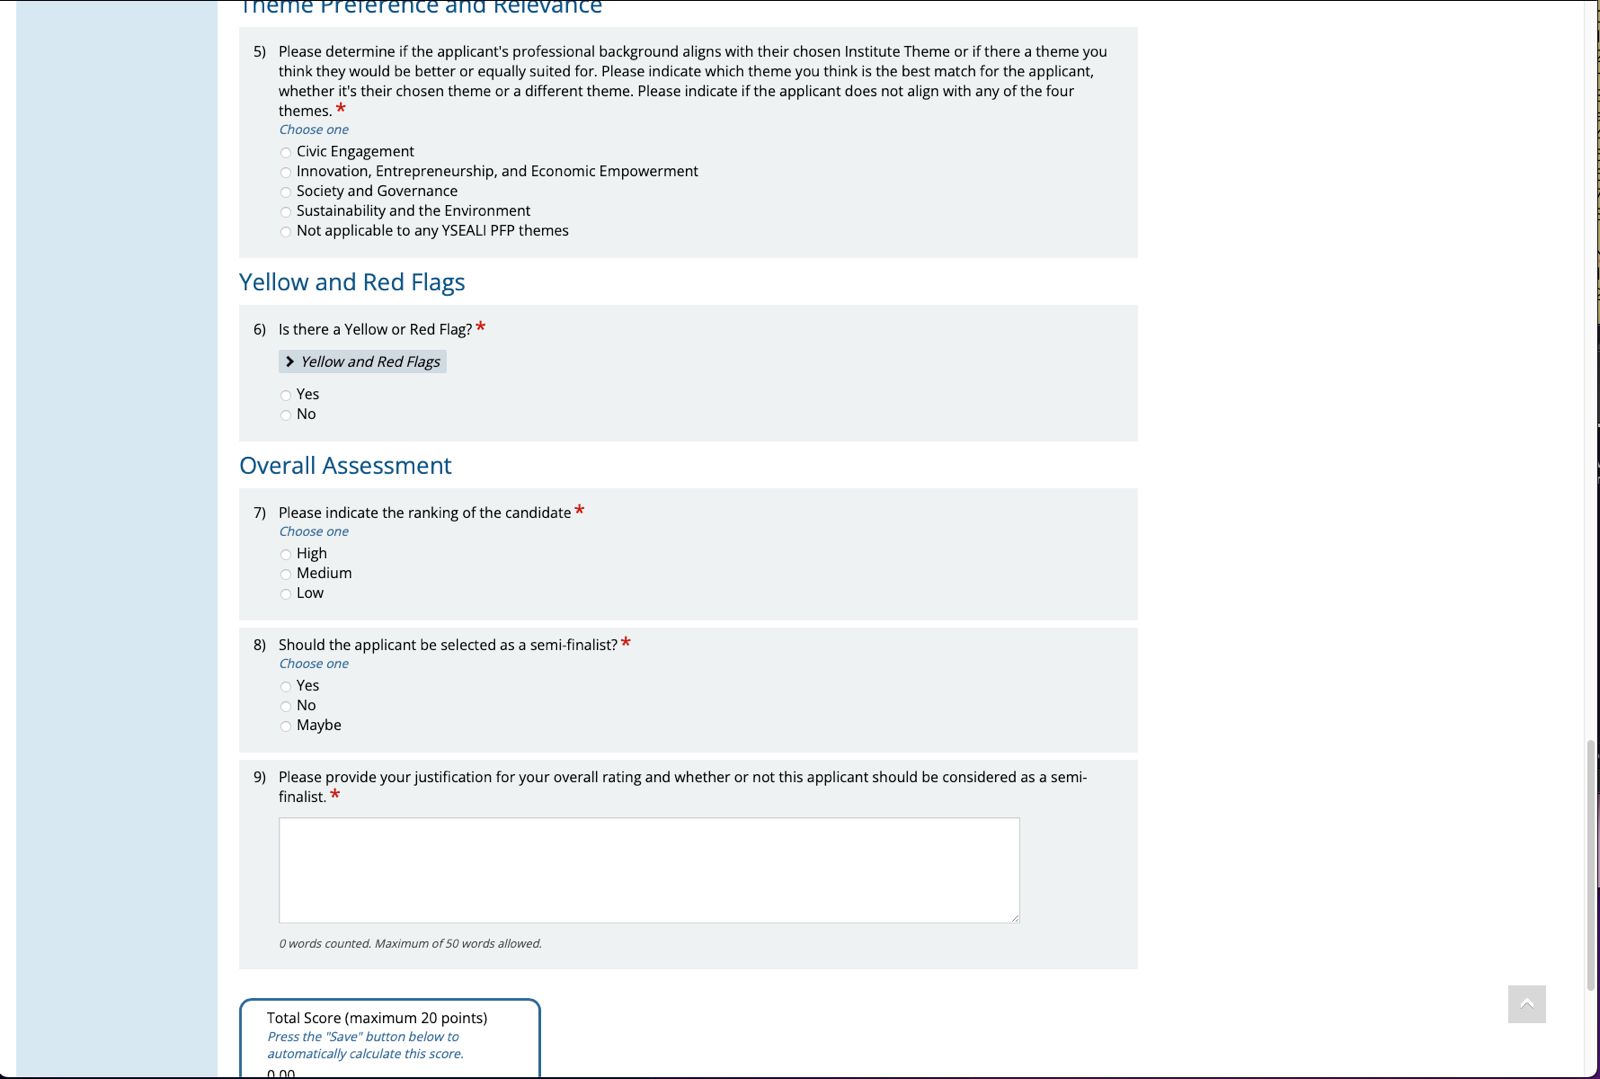 Theme Preference and Relevance
5) Please determine if the applicant's professional background aligns with their chosen Institute Theme or if there a theme you
think they would be better or equally suited for. Please indicate which theme you think is the best match for the applicant,
whether it's their chosen theme or a different theme. Please indicate if the applicant does not align with any of the four
themes. *
Choose one
Civic Engagement
Innovation, Entrepreneurship, and Economic Empowerment
Society and Governance
Sustainability and the Environment
Not applicable to any YSEALI PFP themes
Yellow and Red Flags
6) Is there a Yellow or Red Flag? *
Yellow and Red Flags
Yes
No
Overall Assessment
7) Please indicate the ranking of the candidate *
Choose one
High
Medium
Low
8) Should the applicant be selected as a semi-finalist? *
Choose one
Yes
No
Maybe
9) Please provide your justification for your overall rating and whether or not this applicant should be considered as a semi-
finalist. *
0 words counted. Maximum of 50 words allowed.
Total Score (maximum 20 points)
Press the "Save" button below to
automatically calculate this score.
0.00